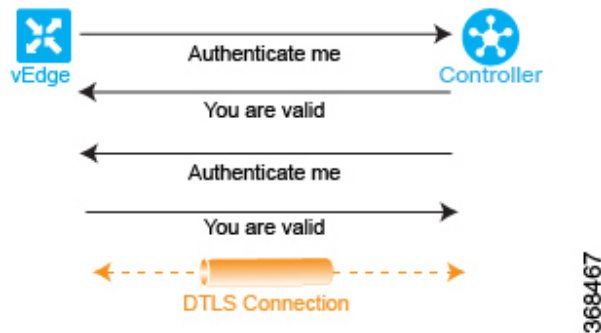 Authenticate me
vEdge
Controller
You are valid
Authenticate me
You are valid
DTLS Connection
368467